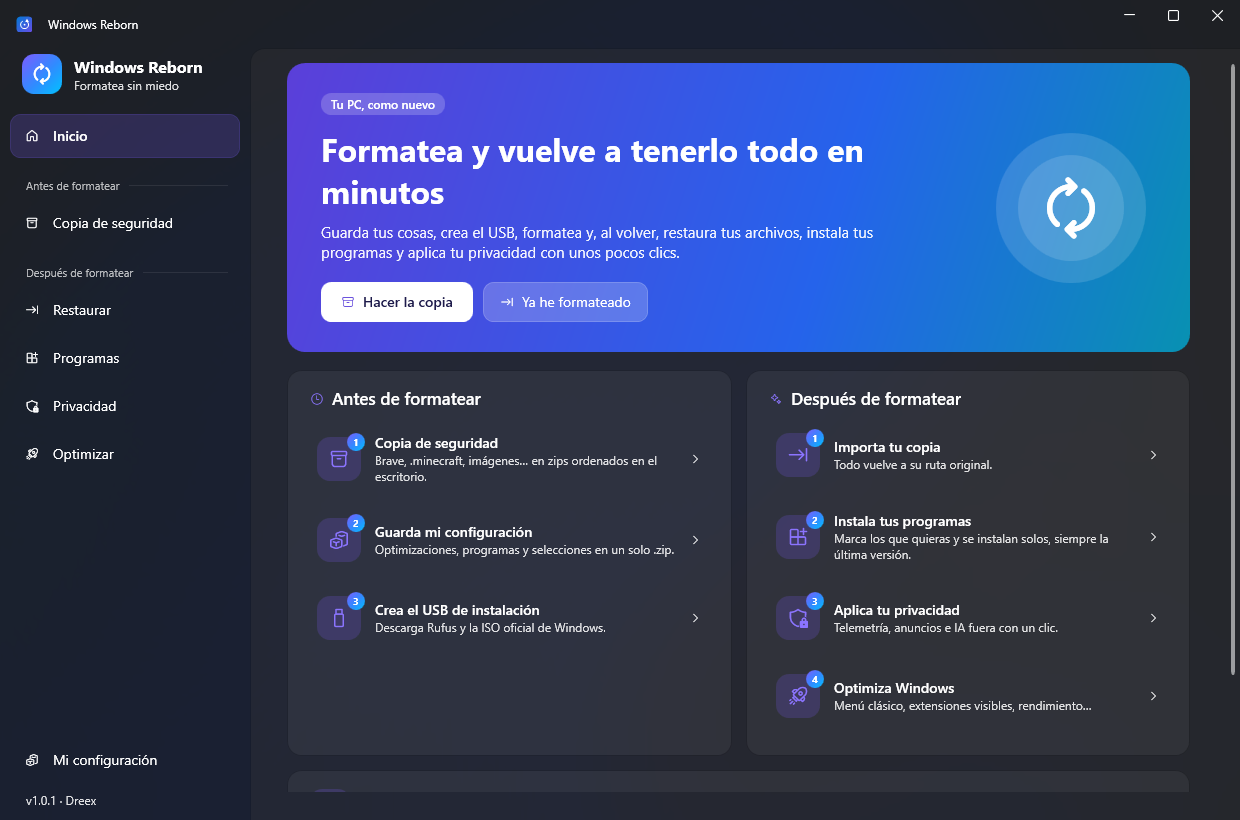 Windows Reborn
Windows Reborn
Formatea sin miedo
Inicio
Antes de formatear
Copia de seguridad
Después de formatear
Restaurar
Programas
Privacidad
Optimizar
Mi configuración
v1.0.1 · Dreex
Tu PC, como nuevo
Formatea y vuelve a tenerlo todo en
minutos
Guarda tus cosas, crea el USB, formatea y, al volver, restaura tus archivos, instala tus
programas y aplica tu privacidad con unos pocos clics.
Hacer la copia
Ya he formateado
Antes de formatear
1
Copia de seguridad
Brave, .minecraft, imágenes... en zips ordenados en el
escritorio.
2
Guarda mi configuración
Optimizaciones, programas y selecciones en un solo .zip.
3
Crea el USB de instalación
Descarga Rufus y la ISO oficial de Windows.
Después de formatear
1
Importa tu copia
Todo vuelve a su ruta original.
2
Instala tus programas
Marca los que quieras y se instalan solos, siempre la
última versión.
3
Aplica tu privacidad
Telemetría, anuncios e IA fuera con un clic.
4
Optimiza Windows
Menú clásico, extensiones visibles, rendimiento...